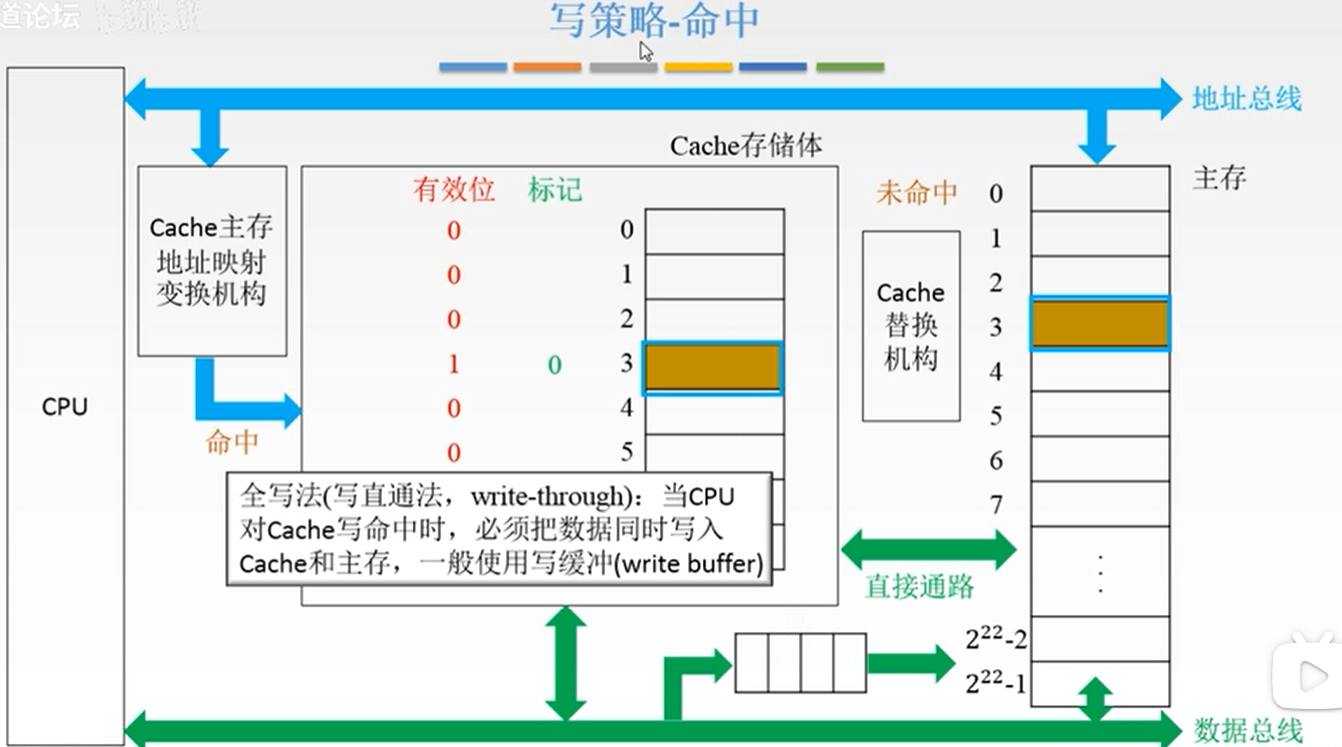 道论坛
写策略-命中
地址总线
Cache存储体
主存
有效位 标记
未命中
Cache主存
地址映射
变换机构
0 0
0 1
0 2
1 0 3
0 4
0 5
Cache
替换
机构
0
1
2
3
4
5
6
7
CPU
命中
全写法(写直通法，write-through)：当CPU
对Cache写命中时，必须把数据同时写入
Cache和主存，一般使用写缓冲(write buffer)
直接通路
2²²-2
2²²-1
数据总线